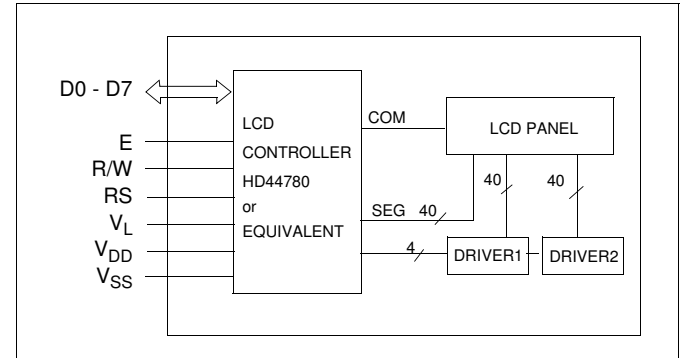 D0 - D7
E
R/W
RS
VL
VDD
VSS
LCD
CONTROLLER
HD44780
or
EQUIVALENT
COM
LCD PANEL
SEG 40
40
40
4
DRIVER1
DRIVER2